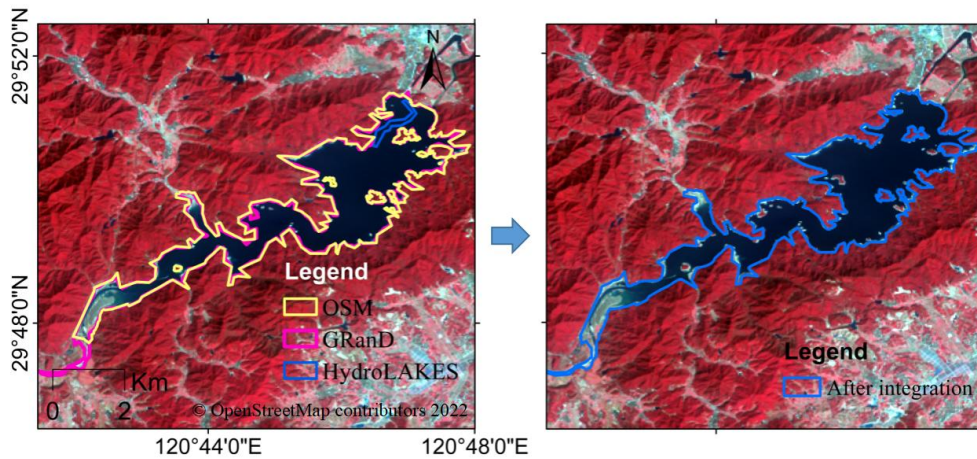 29°52'0"N
29°48'0"N
N
Legend
OSM
GRanD
HydroLAKES
Km
0 2
© OpenStreetMap contributors 2022
120°44'0"E 120°48'0"E
Legend
After integration